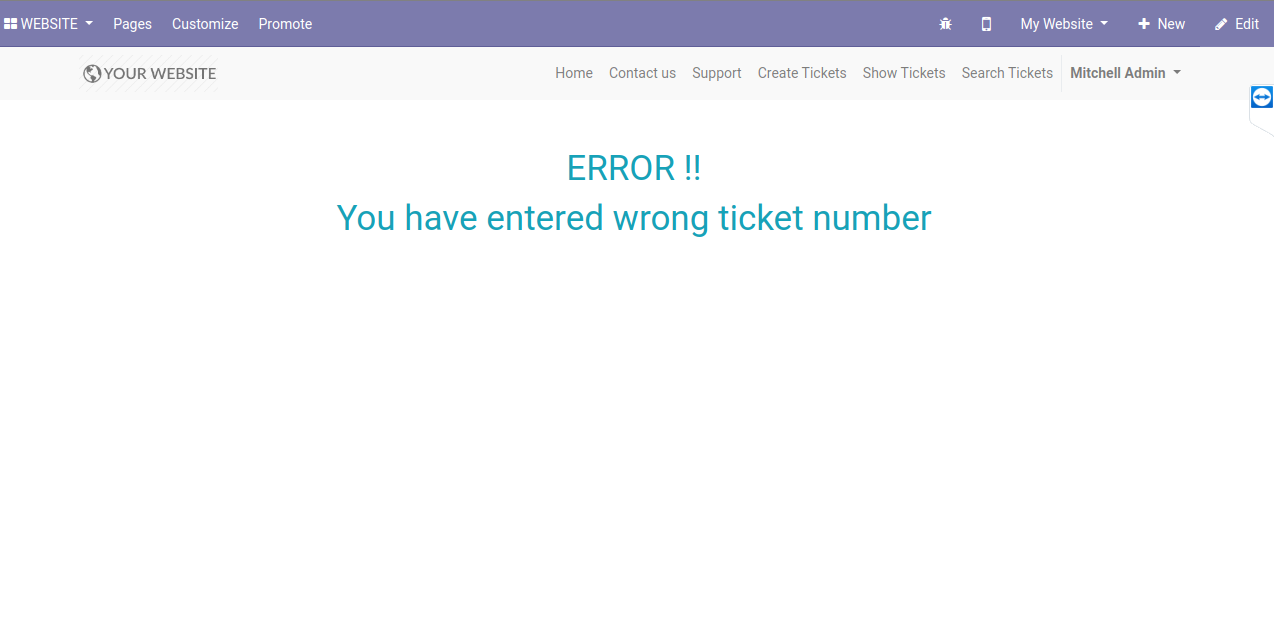 WEBSITE Pages Customize Promote My Website New Edit
YOUR WEBSITE Home Contact us Support Create Tickets Show Tickets Search Tickets Mitchell Admin
ERROR !!
You have entered wrong ticket number